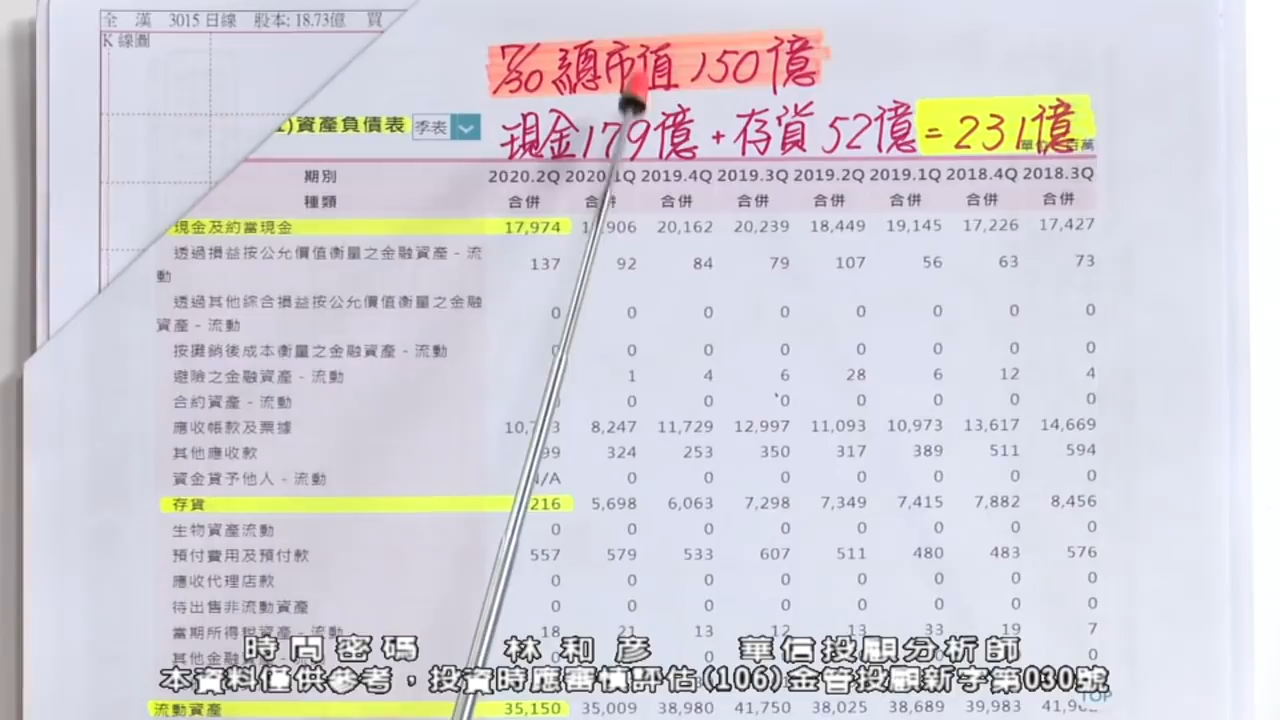 全 漢 3015 日線 股本: 18.73億 買
K 線圖
7/30 總市值 150億
現金179億 + 存貨 52億 = 231億
資產負債表 季表
期別 2020.2Q 2020.1Q 2019.4Q 2019.3Q 2019.2Q 2019.1Q 2018.4Q 2018.3Q
種類 合併 合併 合併 合併 合併 合併 合併 合併
現金及約當現金 17,974 20,162 20,239 18,449 19,145 17,226 17,427
透過損益按公允價值衡量之金融資產 - 流動 137 92 84 79 107 56 63 73
透過其他綜合損益按公允價值衡量之金融資產 - 流動 0 0 0 0 0 0 0 0
按攤銷後成本衡量之金融資產 - 流動 0 0 0 0 0 0 0
避險之金融資產 - 流動 1 4 6 28 6 12 4
合約資產 - 流動 0 0 0 0 0 0 0
應收帳款及票據 8,247 11,729 12,997 11,093 10,973 13,617 14,669
其他應收款 324 253 350 317 389 511 594
資金貸予他人 - 流動 N/A 0 0 0 0 0 0 0
存貨 216 5,698 6,063 7,298 7,349 7,415 7,882 8,456
生物資產流動 0 0 0 0 0 0 0 0
預付費用及預付款 557 579 533 607 511 480 483 576
應收代理店款 0 0 0 0 0 0 0 0
待出售非流動資產 0 0 0 0 0 0 0 0
當期所得稅資產 - 流動 18 21 13 12 13 33 19 7
時間密碼 林和彥 華信投顧分析師
其他金融資產
本資料僅供參考，投資時應審慎評估(106)金管投顧新字第030號
TOP
流動資產 35,150 35,009 38,980 41,750 38,025 38,689 39,983